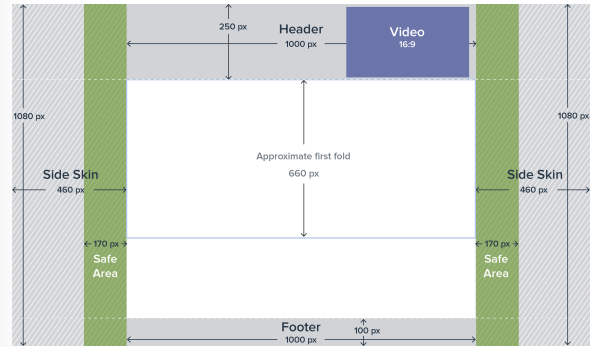 250 px
Header
1000 px
Video
16:9
1080 px
1080 px
Approximate first fold
660 px
Side Skin
460 px
Side Skin
460 px
170 px
Safe
Area
170 px
Safe
Area
Footer
1000 px
100 px